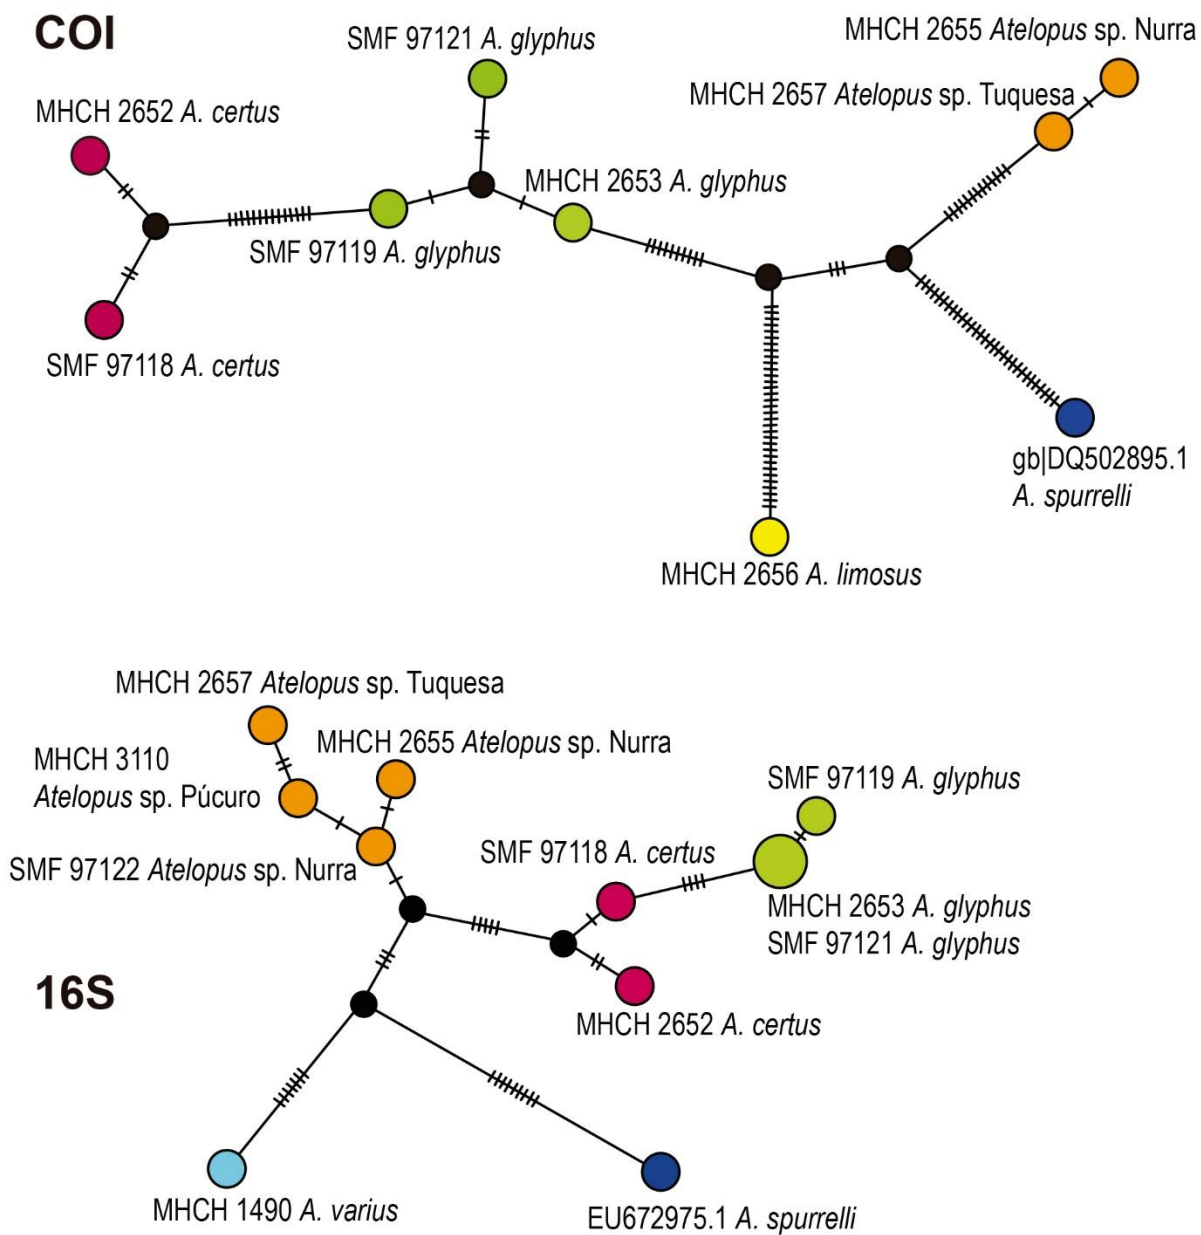 COI
SMF 97121 A. glyphus
MHCH 2655 Atelopus sp. Nurra
MHCH 2652 A. certus
MHCH 2657 Atelopus sp. Tuquesa
MHCH 2653 A. glyphus
SMF 97119 A. glyphus
SMF 97118 A. certus
gb|DQ502895.1
A. spurrelli
MHCH 2656 A. limosus
MHCH 2657 Atelopus sp. Tuquesa
MHCH 2655 Atelopus sp. Nurra
MHCH 3110
Atelopus sp. Púcuro
SMF 97119 A. glyphus
SMF 97118 A. certus
SMF 97122 Atelopus sp. Nurra
MHCH 2653 A. glyphus
SMF 97121 A. glyphus
16S
MHCH 2652 A. certus
MHCH 1490 A. varius
EU672975.1 A. spurrelli